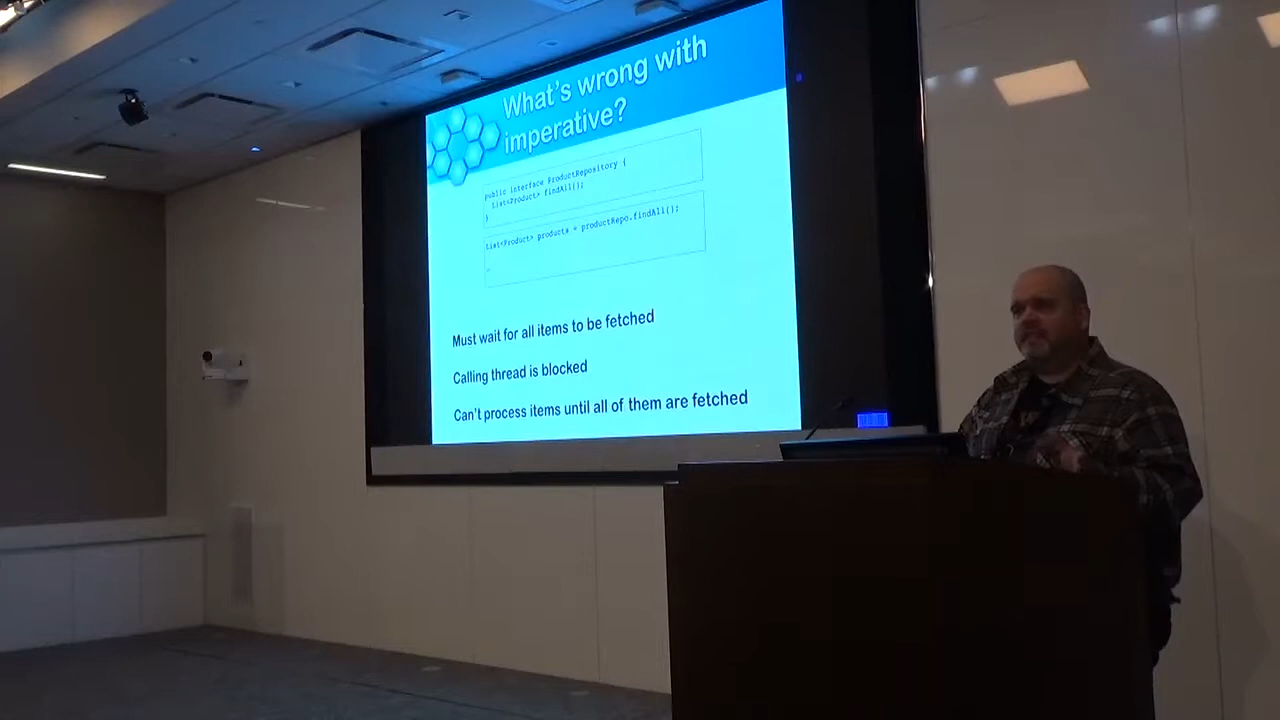 What's wrong with
imperative?
public interface ProductRepository {
List<Product> findAll();
}
List<Product> products = productRepo.findAll();
Must wait for all items to be fetched
Calling thread is blocked
Can't process items until all of them are fetched